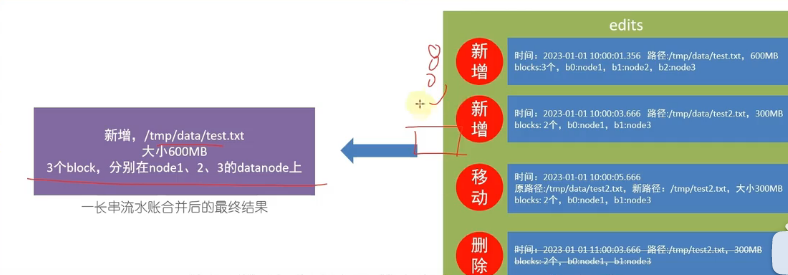 edits
新增
时间：2023-01-01 10:00:01.356 路径:/tmp/data/test.txt，600MB
blocks:3个，b0:node1，b1:node2，b2:node3
新增
时间：2023-01-01 10:00:03.666 路径:/tmp/data/test2.txt，300MB
blocks: 2个，b0:node1，b1:node3
移动
时间：2023-01-01 10:00:05.666
原路径:/tmp/data/test2.txt，新路径：/tmp/test2.txt，大小300MB
blocks: 2个，b0:node1，b1:node3
删除
时间：2023-01-01 11:00:03.666 路径:/tmp/test2.txt，300MB
blocks: 2个，b0:node1，b1:node3
新增，/tmp/data/test.txt
大小600MB
3个block，分别在node1、2、3的datanode上
一长串流水账合并后的最终结果